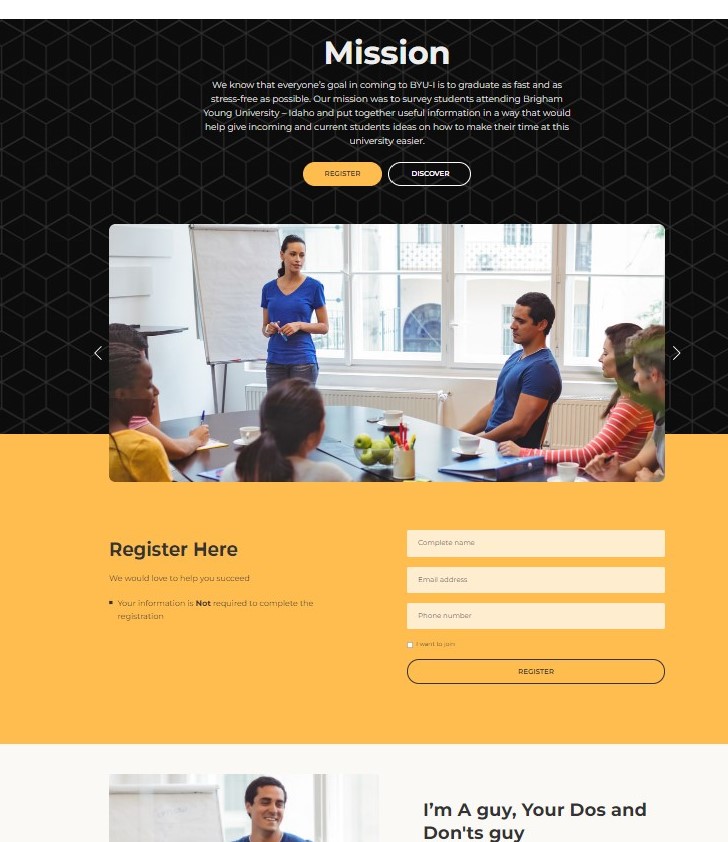 Mission
We know that everyone's goal in coming to BYU-I is to graduate as fast and as
stress-free as possible. Our mission was to survey students attending Brigham
Young University – Idaho and put together useful information in a way that would
help give incoming and current students ideas on how to make their time at this
university easier.
REGISTER
DISCOVER
Register Here
We would love to help you succeed
Your information is Not required to complete the
registration
Complete name
Email address
Phone number
I want to join
REGISTER
I'm A guy, Your Dos and
Don'ts guy